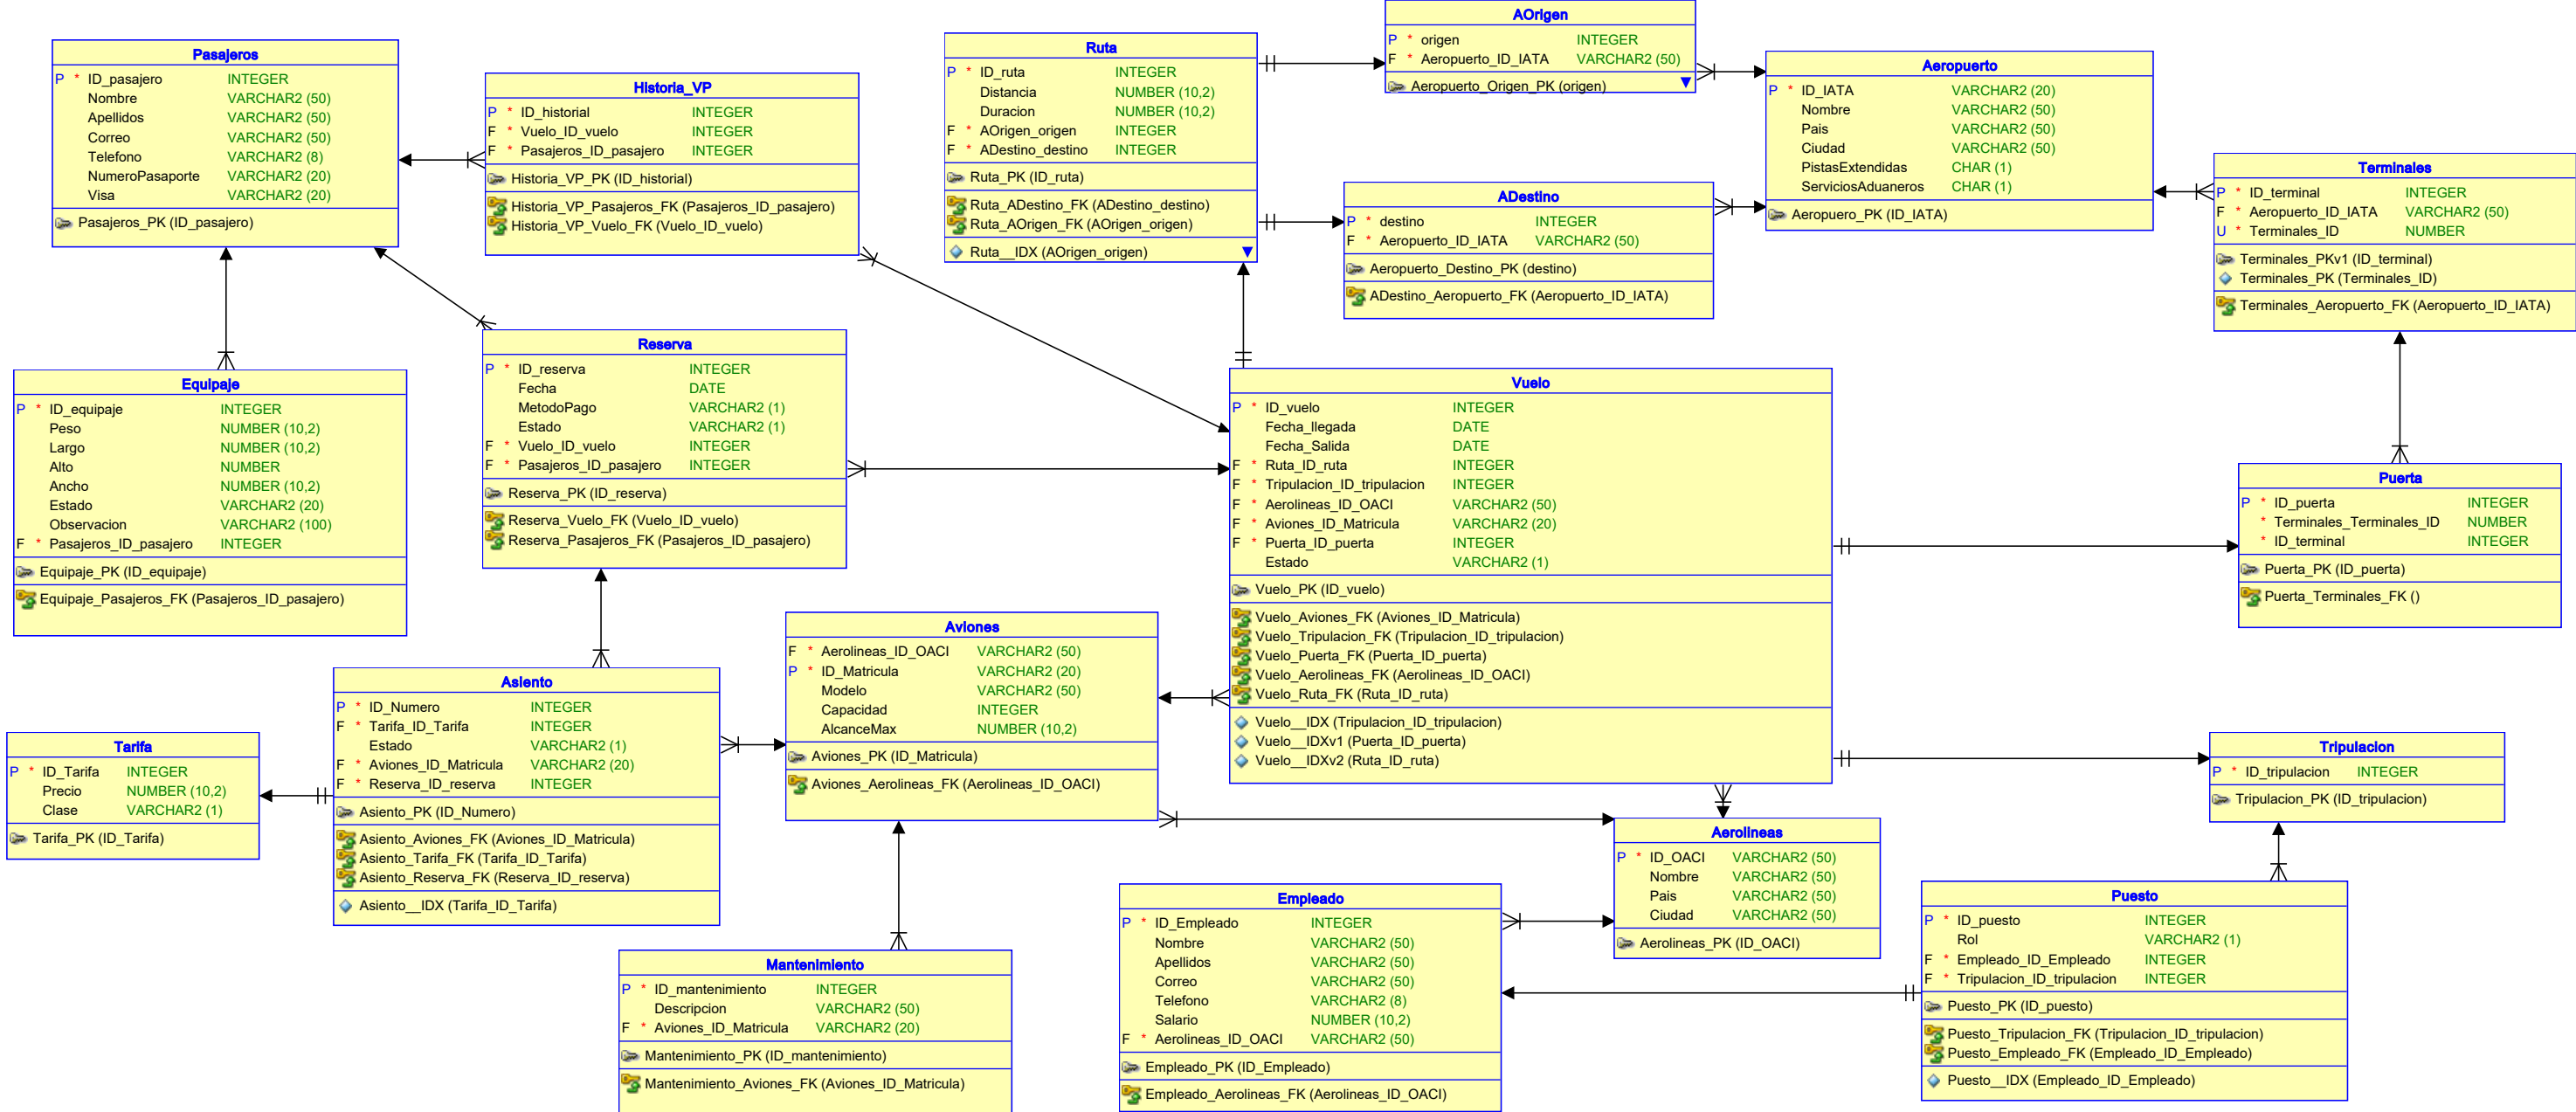 Pasajeros
P * ID_pasajero INTEGER
Nombre VARCHAR2 (50)
Apellidos VARCHAR2 (50)
Correo VARCHAR2 (50)
Telefono VARCHAR2 (8)
NumeroPasaporte VARCHAR2 (20)
Visa VARCHAR2 (20)
Pasajeros_PK (ID_pasajero)
Historia_VP
P * ID_historial INTEGER
F * Vuelo_ID_vuelo INTEGER
F * Pasajeros_ID_pasajero INTEGER
Historia_VP_PK (ID_historial)
Historia_VP_Pasajeros_FK (Pasajeros_ID_pasajero)
Historia_VP_Vuelo_FK (Vuelo_ID_vuelo)
Ruta
P * ID_ruta INTEGER
Distancia NUMBER (10,2)
Duracion NUMBER (10,2)
F * AOrigen_origen INTEGER
F * ADestino_destino INTEGER
Ruta_PK (ID_ruta)
Ruta_ADestino_FK (ADestino_destino)
Ruta_AOrigen_FK (AOrigen_origen)
Ruta__IDX (AOrigen_origen)
AOrigen
P * origen INTEGER
F * Aeropuerto_ID_IATA VARCHAR2 (50)
Aeropuerto_Origen_PK (origen)
ADestino
P * destino INTEGER
F * Aeropuerto_ID_IATA VARCHAR2 (50)
Aeropuerto_Destino_PK (destino)
ADestino_Aeropuerto_FK (Aeropuerto_ID_IATA)
Aeropuerto
P * ID_IATA VARCHAR2 (20)
Nombre VARCHAR2 (50)
Pais VARCHAR2 (50)
Ciudad VARCHAR2 (50)
PistasExtendidas CHAR (1)
ServiciosAduaneros CHAR (1)
Aeropuero_PK (ID_IATA)
Terminales
P * ID_terminal INTEGER
F * Aeropuerto_ID_IATA VARCHAR2 (50)
U * Terminales_ID NUMBER
Terminales_PKv1 (ID_terminal)
Terminales_PK (Terminales_ID)
Terminales_Aeropuerto_FK (Aeropuerto_ID_IATA)
Equipaje
P * ID_equipaje INTEGER
Peso NUMBER (10,2)
Largo NUMBER (10,2)
Alto NUMBER
Ancho NUMBER (10,2)
Estado VARCHAR2 (20)
Observacion VARCHAR2 (100)
F * Pasajeros_ID_pasajero INTEGER
Equipaje_PK (ID_equipaje)
Equipaje_Pasajeros_FK (Pasajeros_ID_pasajero)
Reserva
P * ID_reserva INTEGER
Fecha DATE
MetodoPago VARCHAR2 (1)
Estado VARCHAR2 (1)
F * Vuelo_ID_vuelo INTEGER
F * Pasajeros_ID_pasajero INTEGER
Reserva_PK (ID_reserva)
Reserva_Vuelo_FK (Vuelo_ID_vuelo)
Reserva_Pasajeros_FK (Pasajeros_ID_pasajero)
Vuelo
P * ID_vuelo INTEGER
Fecha_llegada DATE
Fecha_Salida DATE
F * Ruta_ID_ruta INTEGER
F * Tripulacion_ID_tripulacion INTEGER
F * Aerolineas_ID_OACI VARCHAR2 (50)
F * Aviones_ID_Matricula VARCHAR2 (20)
F * Puerta_ID_puerta INTEGER
Estado VARCHAR2 (1)
Vuelo_PK (ID_vuelo)
Vuelo_Aviones_FK (Aviones_ID_Matricula)
Vuelo_Tripulacion_FK (Tripulacion_ID_tripulacion)
Vuelo_Puerta_FK (Puerta_ID_puerta)
Vuelo_Aerolineas_FK (Aerolineas_ID_OACI)
Vuelo_Ruta_FK (Ruta_ID_ruta)
Vuelo__IDX (Tripulacion_ID_tripulacion)
Vuelo__IDXv1 (Puerta_ID_puerta)
Vuelo__IDXv2 (Ruta_ID_ruta)
Puerta
P * ID_puerta INTEGER
* Terminales_Terminales_ID NUMBER
* ID_terminal INTEGER
Puerta_PK (ID_puerta)
Puerta_Terminales_FK ()
Tarifa
P * ID_Tarifa INTEGER
Precio NUMBER (10,2)
Clase VARCHAR2 (1)
Tarifa_PK (ID_Tarifa)
Asiento
P * ID_Numero INTEGER
F * Tarifa_ID_Tarifa INTEGER
Estado VARCHAR2 (1)
F * Aviones_ID_Matricula VARCHAR2 (20)
F * Reserva_ID_reserva INTEGER
Asiento_PK (ID_Numero)
Asiento_Aviones_FK (Aviones_ID_Matricula)
Asiento_Tarifa_FK (Tarifa_ID_Tarifa)
Asiento_Reserva_FK (Reserva_ID_reserva)
Asiento__IDX (Tarifa_ID_Tarifa)
Aviones
F * Aerolineas_ID_OACI VARCHAR2 (50)
P * ID_Matricula VARCHAR2 (20)
Modelo VARCHAR2 (50)
Capacidad INTEGER
AlcanceMax NUMBER (10,2)
Aviones_PK (ID_Matricula)
Aviones_Aerolineas_FK (Aerolineas_ID_OACI)
Tripulacion
P * ID_tripulacion INTEGER
Tripulacion_PK (ID_tripulacion)
Aerolineas
P * ID_OACI VARCHAR2 (50)
Nombre VARCHAR2 (50)
Pais VARCHAR2 (50)
Ciudad VARCHAR2 (50)
Aerolineas_PK (ID_OACI)
Mantenimiento
P * ID_mantenimiento INTEGER
Descripcion VARCHAR2 (50)
F * Aviones_ID_Matricula VARCHAR2 (20)
Mantenimiento_PK (ID_mantenimiento)
Mantenimiento_Aviones_FK (Aviones_ID_Matricula)
Empleado
P * ID_Empleado INTEGER
Nombre VARCHAR2 (50)
Apellidos VARCHAR2 (50)
Correo VARCHAR2 (50)
Telefono VARCHAR2 (8)
Salario NUMBER (10,2)
F * Aerolineas_ID_OACI VARCHAR2 (50)
Empleado_PK (ID_Empleado)
Empleado_Aerolineas_FK (Aerolineas_ID_OACI)
Puesto
P * ID_puesto INTEGER
Rol VARCHAR2 (1)
F * Empleado_ID_Empleado INTEGER
F * Tripulacion_ID_tripulacion INTEGER
Puesto_PK (ID_puesto)
Puesto_Tripulacion_FK (Tripulacion_ID_tripulacion)
Puesto_Empleado_FK (Empleado_ID_Empleado)
Puesto__IDX (Empleado_ID_Empleado)